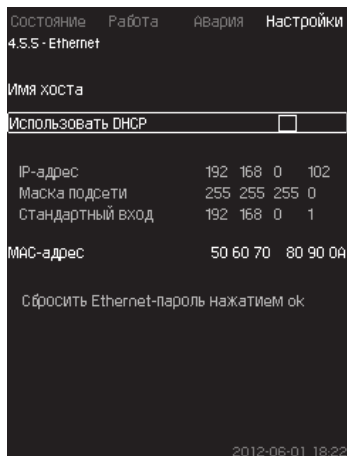 Состояние Работа Авария Настройки
4.5.5 - Ethernet
Имя хоста
Использовать DHCP
IP-адрес 192 168 0 102
Маска подсети 255 255 255 0
Стандартный вход 192 168 0 1
MAC-адрес 50 60 70 80 90 0A
Сбросить Ethernet-пароль нажатием ok
2012-06-01 18:22